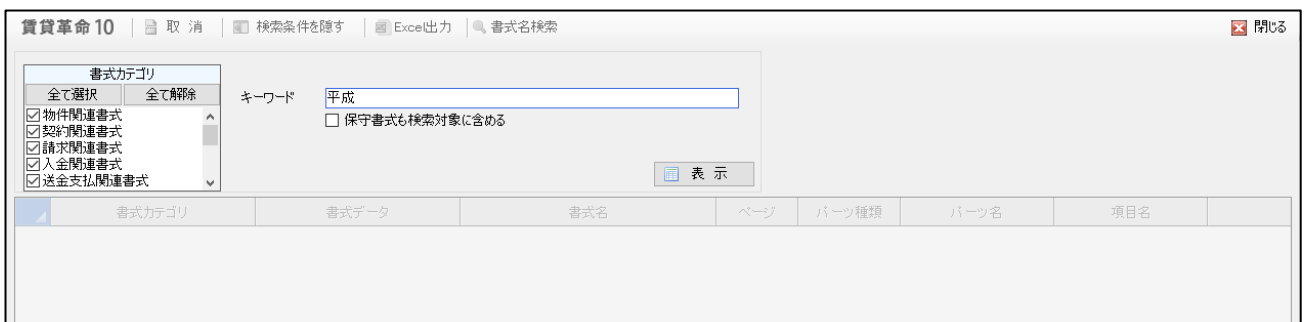 賃貸革命10 取 消 検索条件を隠す Excel出力 書式名検索 閉じる
書式カテゴリ
全て選択 全て解除
キーワード 平成
物件関連書式
契約関連書式
請求関連書式
入金関連書式
送金支払関連書式
保守書式も検索対象に含める
表 示
書式カテゴリ 書式データ 書式名 ページ パーツ種類 パーツ名 項目名